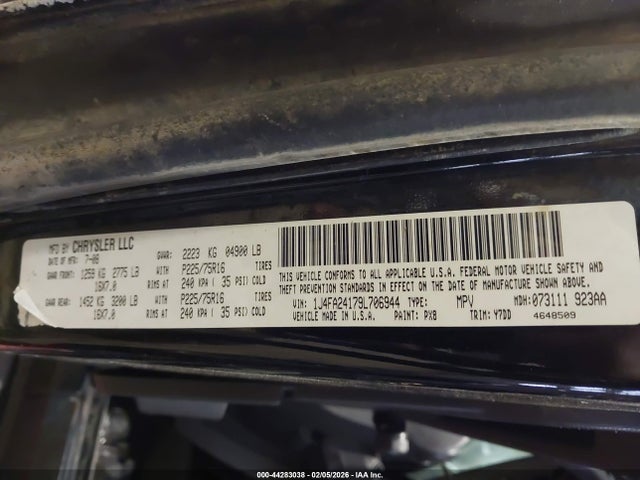 MFD BY CHRYSLER LLC
DATE OF MFR: 7-08 GVWR: 2223 KG 04900 LB
GAWR FRONT: 1259 KG 2775 LB WITH P225/75R16 TIRES
16X7.0 RIMS AT 240 KPA ( 35 PSI) COLD
GAWR REAR: 1452 KG 3200 LB WITH P225/75R16 TIRES
16X7.0 RIMS AT 240 KPA ( 35 PSI) COLD
THIS VEHICLE CONFORMS TO ALL APPLICABLE U.S.A. FEDERAL MOTOR VEHICLE SAFETY AND
THEFT PREVENTION STANDARDS IN EFFECT ON THE DATE OF MANUFACTURE SHOWN ABOVE.
VIN: 1J4FA24179L706944 TYPE: MPV MDH: 073111 923AA
VEHICLE MADE IN U.S.A. PAINT: PX8 TRIM: Y7DD 4648509
000-44283038 - 02/05/2026 - IAA Inc.